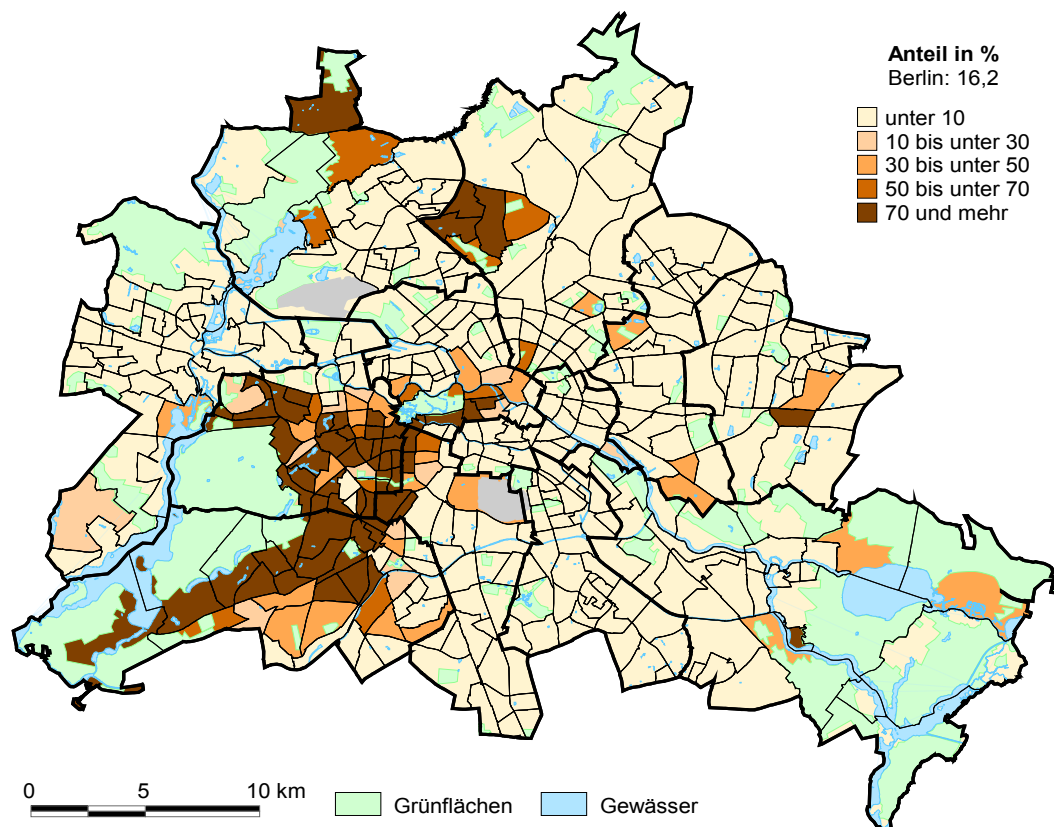 Anteil in %
Berlin: 16,2
unter 10
10 bis unter 30
30 bis unter 50
50 bis unter 70
70 und mehr
0 5 10 km
Grünflächen Gewässer